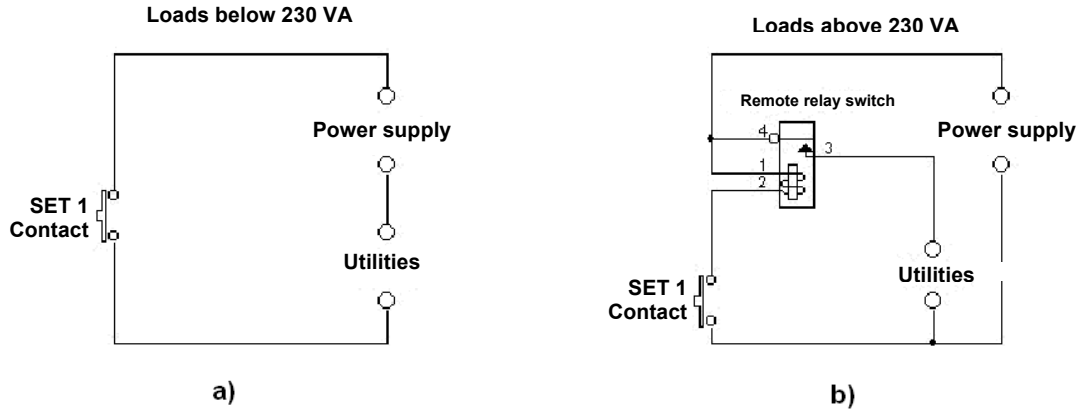 Loads below 230 VA
Power supply
SET 1
Contact
Utilities
a)
Loads above 230 VA
Remote relay switch
4
3
1
2
Power supply
Utilities
SET 1
Contact
b)